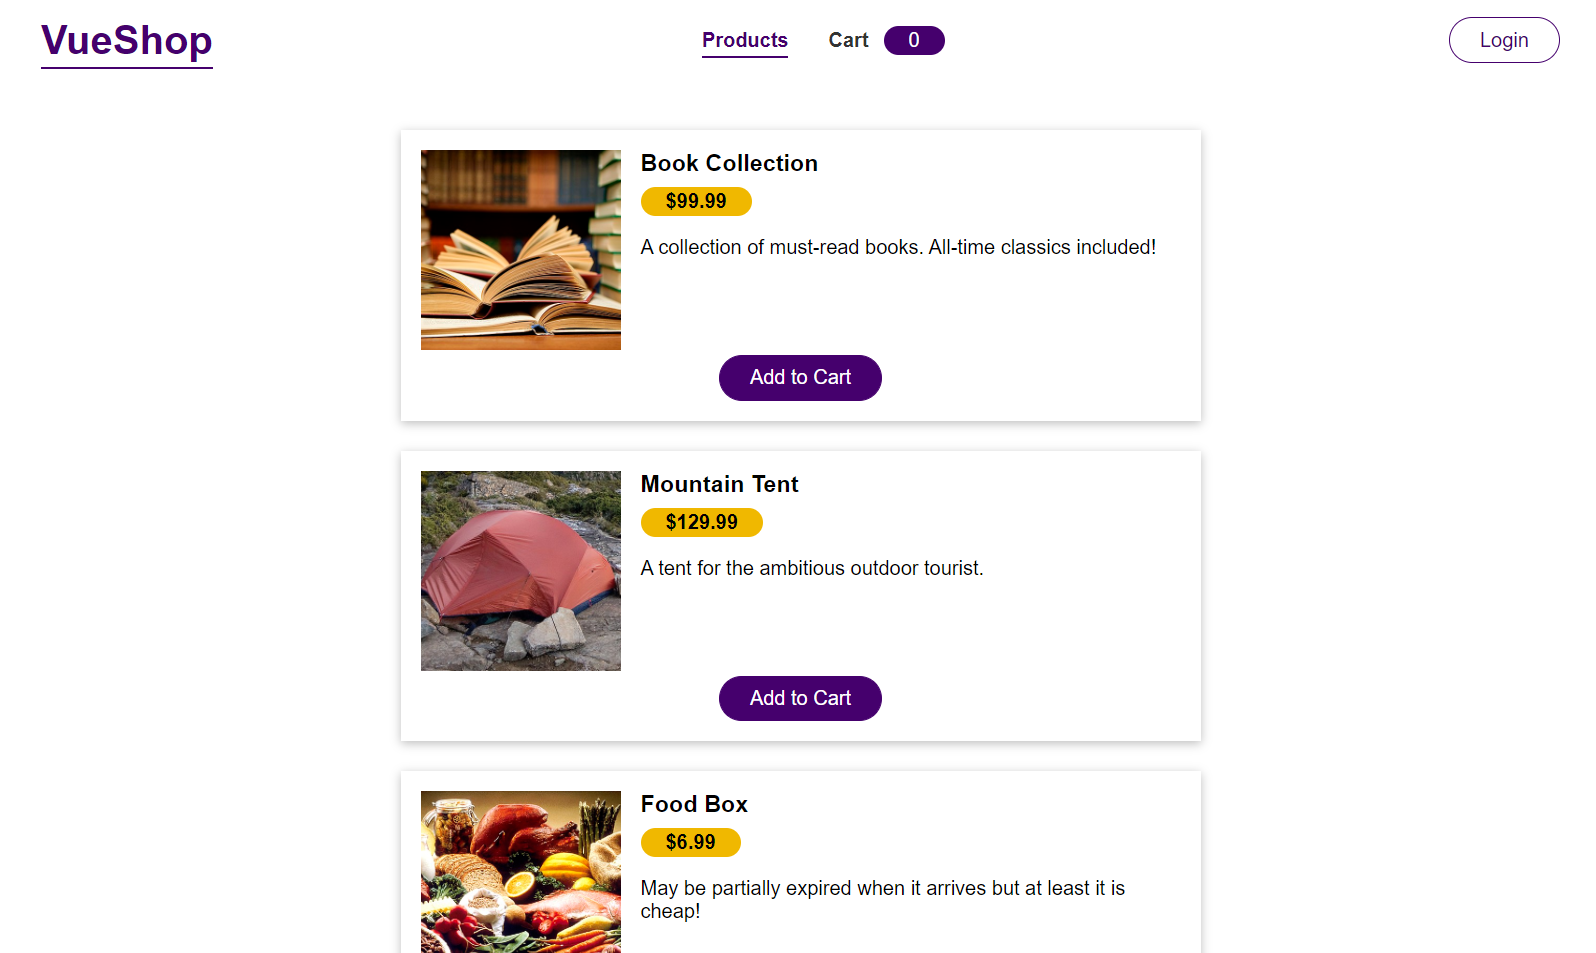 VueShop
Products
Cart 0
Login
Book Collection
$99.99
A collection of must-read books. All-time classics included!
Add to Cart
Mountain Tent
$129.99
A tent for the ambitious outdoor tourist.
Add to Cart
Food Box
$6.99
May be partially expired when it arrives but at least it is
cheap!